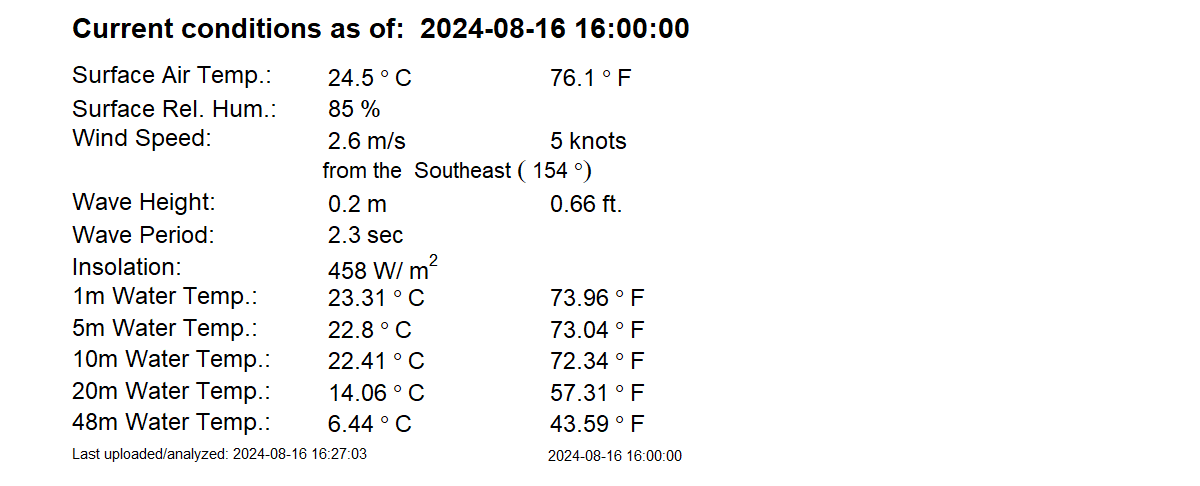 Current conditions as of:  2024-08-16 16:00:00
Surface Air Temp.: 24.5 ° C 76.1 ° F
Surface Rel. Hum.: 85 %
Wind Speed: 2.6 m/s 5 knots
from the  Southeast ( 154 °)
Wave Height: 0.2 m 0.66 ft.
Wave Period: 2.3 sec
Insolation: 458 W/ m²
1m Water Temp.: 23.31 ° C 73.96 ° F
5m Water Temp.: 22.8 ° C 73.04 ° F
10m Water Temp.: 22.41 ° C 72.34 ° F
20m Water Temp.: 14.06 ° C 57.31 ° F
48m Water Temp.: 6.44 ° C 43.59 ° F
Last uploaded/analyzed: 2024-08-16 16:27:03 2024-08-16 16:00:00